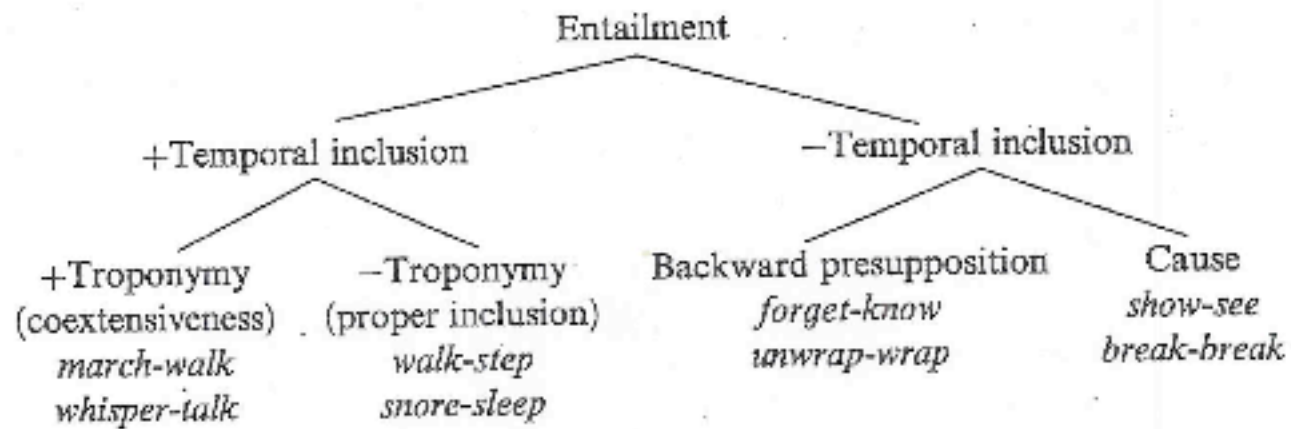 Entailment
+Temporal inclusion
−Temporal inclusion
+Troponymy
(coextensiveness)
march-walk
whisper-talk
−Troponymy
(proper inclusion)
walk-step
snore-sleep
Backward presupposition
forget-know
unwrap-wrap
Cause
show-see
break-break